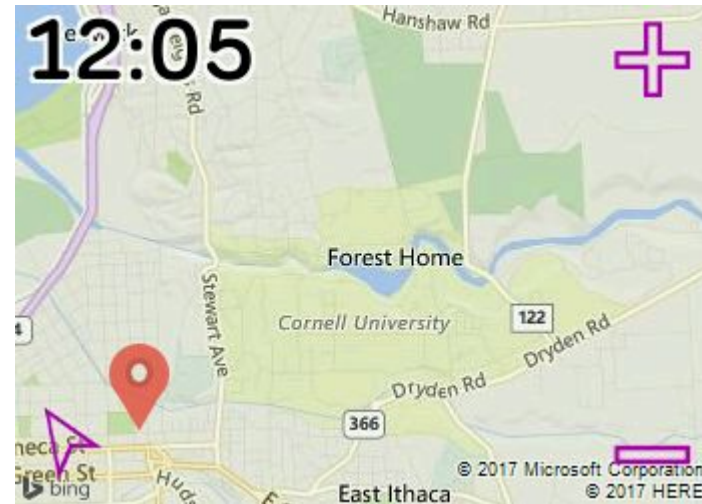 12:05
Hanshaw Rd
Rd
Forest Home
Stewart Ave
Cornell University
122
Dryden Rd
Dryden Rd
366
4
Green St
bing
East Ithaca
© 2017 Microsoft Corporation
© 2017 HERE